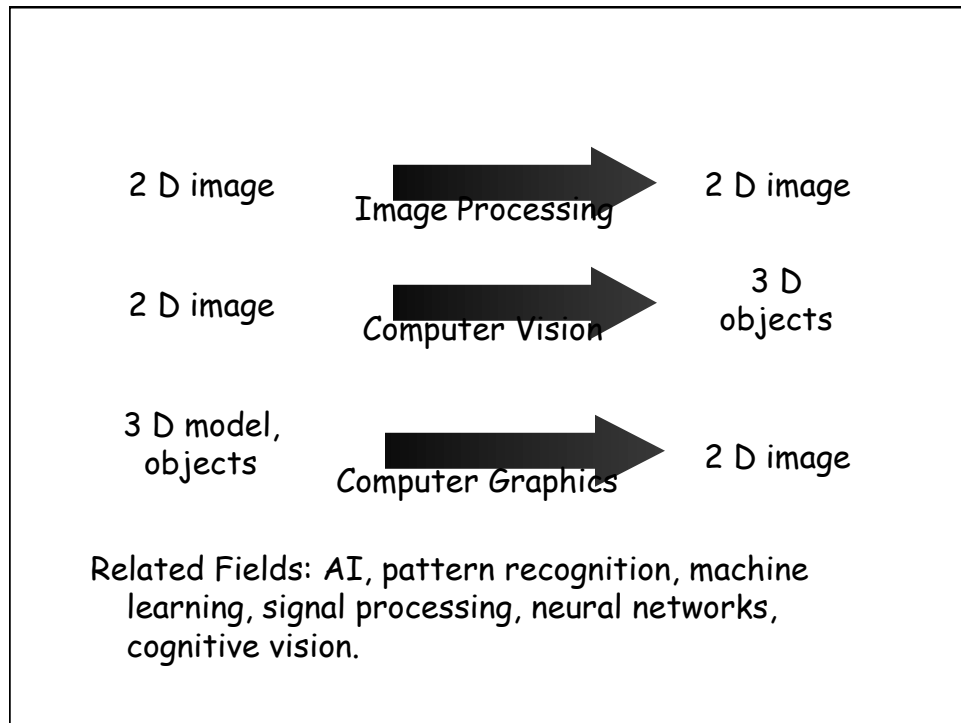 2 D image
Image Processing
2 D image
2 D image
Computer Vision
3 D
objects
3 D model,
objects
Computer Graphics
2 D image
Related Fields: AI, pattern recognition, machine
learning, signal processing, neural networks,
cognitive vision.